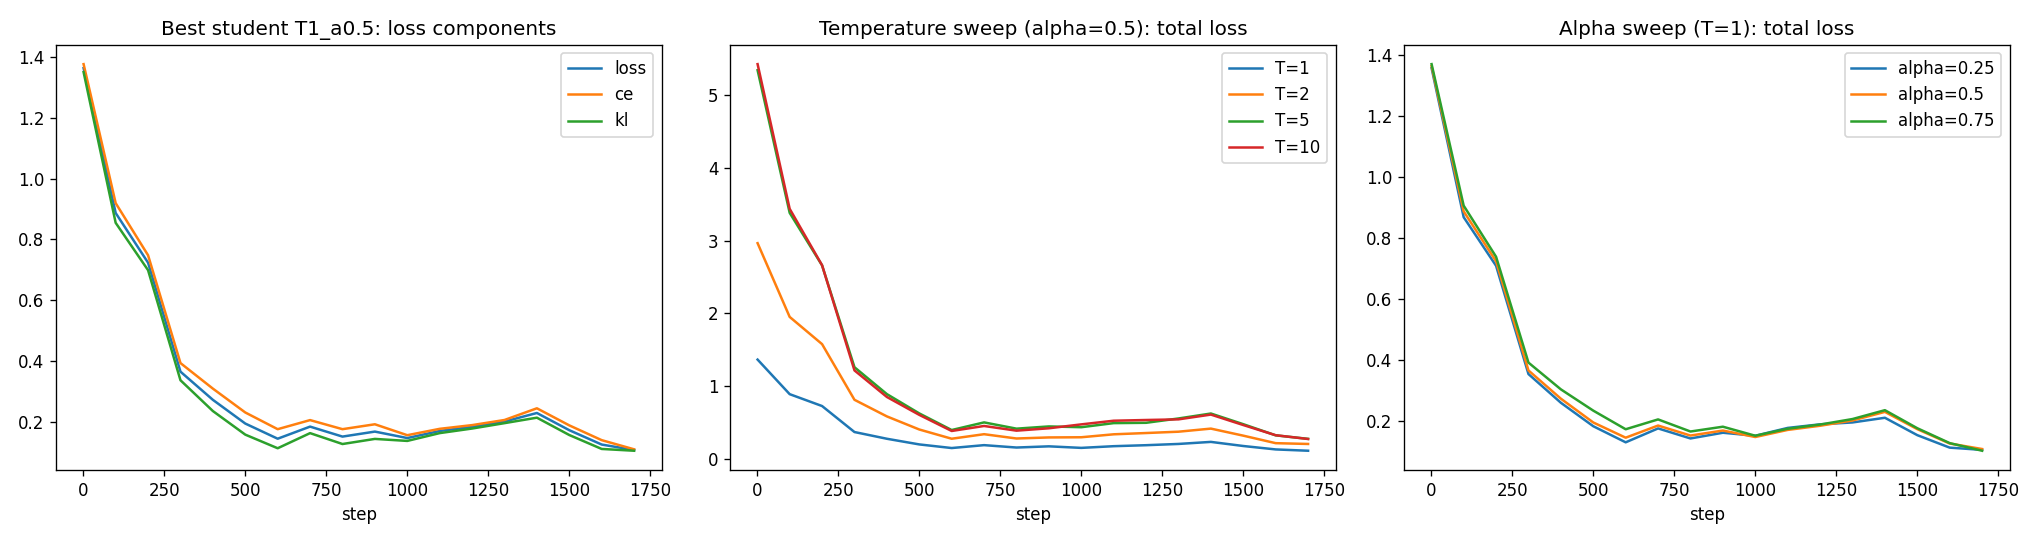 Best student T1_a0.5: loss components
1.4
1.2
1.0
0.8
0.6
0.4
0.2
0 250 500 750 1000 1250 1500 1750
step
loss
ce
kl
Temperature sweep (alpha=0.5): total loss
5
4
3
2
1
0
0 250 500 750 1000 1250 1500 1750
step
T=1
T=2
T=5
T=10
Alpha sweep (T=1): total loss
1.4
1.2
1.0
0.8
0.6
0.4
0.2
0 250 500 750 1000 1250 1500 1750
step
alpha=0.25
alpha=0.5
alpha=0.75